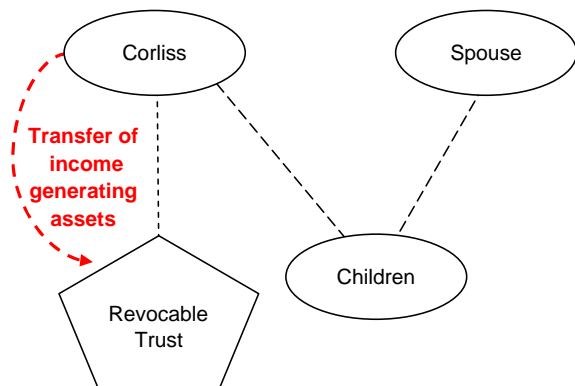 Corliss
Spouse
Transfer of
income
generating
assets
Children
Revocable
Trust